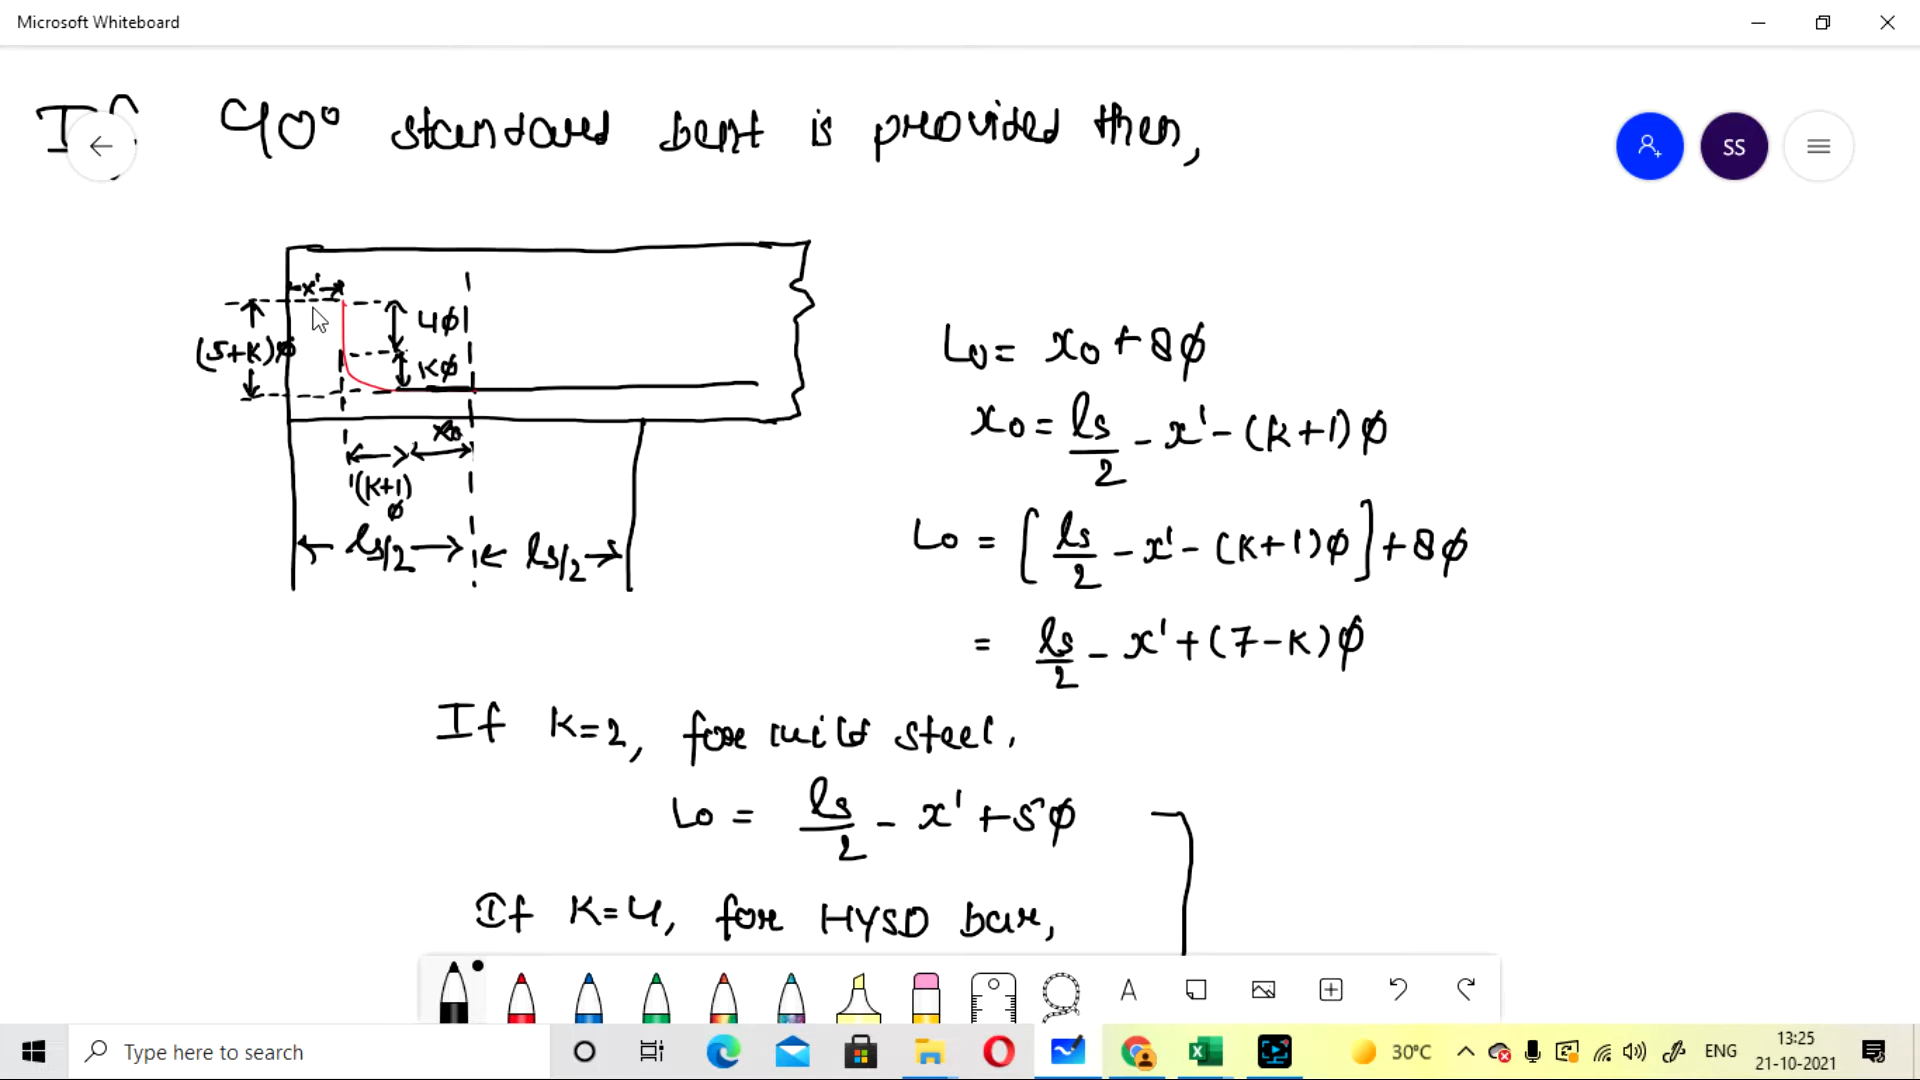 Microsoft Whiteboard
If 90° standard bent is provided then,
SS
x'
4φ
(5+K)φ
Kφ
x₀
(K+1)
φ
ls/2
ls/2
L₀ = x₀ + 8φ
x₀ = ls/2 - x' - (K+1)φ
L₀ = [ls/2 - x' - (K+1)φ] + 8φ
= ls/2 - x' + (7-K)φ
If K=2, for mild steel.
L₀ = ls/2 - x' + 5φ
If K=4, for HYSD bar,
A
Type here to search
30°C
ENG
13:25
21-10-2021